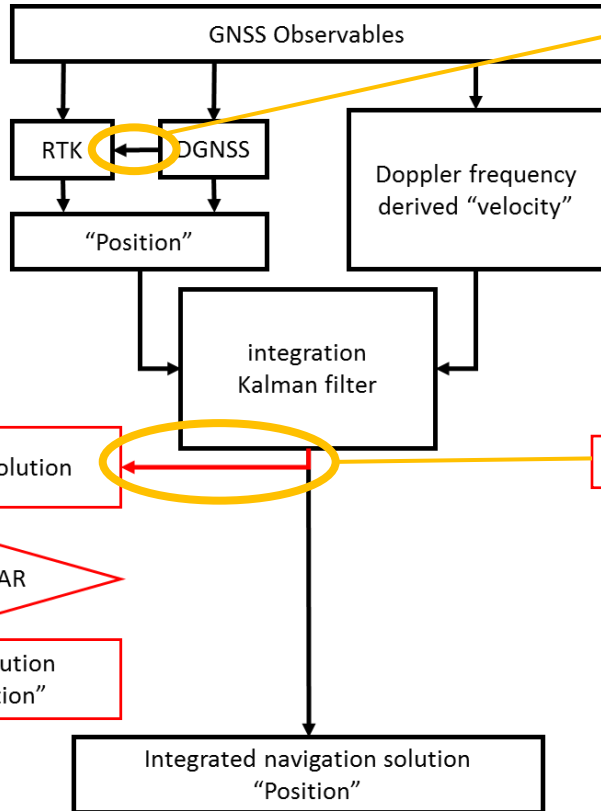 GNSS Observables
RTK
DGNSS
Doppler frequency
derived “velocity”
“Position”
integration
Kalman filter
olution
AR
ution
tion”
Integrated navigation solution
“Position”